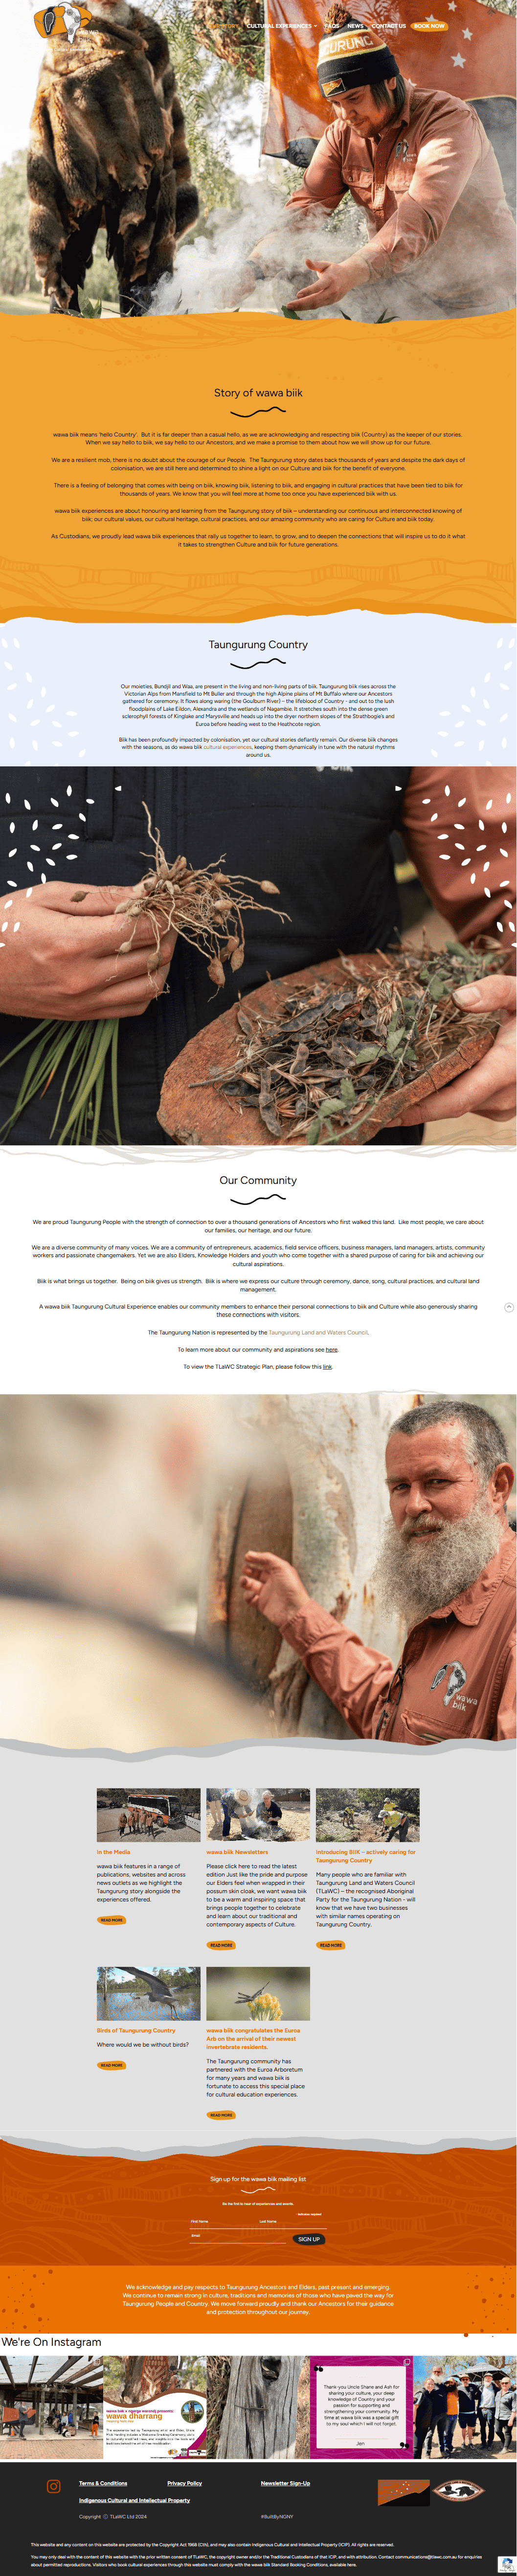 OUR STORY CULTURAL EXPERIENCES FAQS NEWS CONTACT US BOOK NOW
wawa
Story of wawa biik
wawa biik means 'hello Country'. But it is far deeper than a casual hello, as we are acknowledging and respecting biik (Country) as the keeper of our stories.
When we say hello to biik, we say hello to our Ancestors, and we make a promise to them about how we will show up for our future.
We are a resilient mob, there is no doubt about the courage of our People. The Taungurung story dates back thousands of years and despite the dark days of
colonisation, we are still here and determined to shine a light on our Culture and biik for the benefit of everyone.
There is a feeling of belonging that comes with being on biik, knowing biik, listening to biik, and engaging in cultural practices that have been tied to biik for
thousands of years. We know that you will feel more at home too once you have experienced biik with us.
wawa biik experiences are about honouring and learning from the Taungurung story of biik – understanding our continuous and interconnected knowing of
biik; our cultural values, our cultural heritage, cultural practices, and our amazing community who are caring for Culture and biik today.
As Custodians, we proudly lead wawa biik experiences that rally us together to learn, to grow, and to deepen the connections that will inspire us to do what
it takes to strengthen Culture and biik for future generations.
Taungurung Country
Our moieties, Bundjil and Waa, are present in the living and non-living parts of biik. Taungurung biik rises across the
Victorian Alps from Mansfield to Mt Buller and through the high Alpine plains of Mt Buffalo where our Ancestors
gathered for ceremony. It flows along waring (the Goulburn River) – the lifeblood of Country - and out to the lush
floodplains of Lake Eildon, Alexandra and the wetlands of Nagambie. It stretches south into the dense green
sclerophyll forests of Kinglake and Marysville and heads up into the dryer northern slopes of the Strathbogie's and
Euroa before heading west to the Heathcote region.
Biik has been profoundly impacted by colonisation, yet our cultural stories defiantly remain. Our diverse biik changes
with the seasons, as do wawa biik cultural experiences, keeping them dynamically in tune with the natural rhythms
around us.
Our Community
We are proud Taungurung People with the strength of connection to over a thousand generations of Ancestors who first walked this land. Like most people, we care about
our families, our heritage, and our future.
We are a diverse community of many voices. We are a community of entrepreneurs, academics, field service officers, business managers, land managers, artists, community
workers and passionate changemakers. Yet we are also Elders, Knowledge Holders and youth who come together with a shared purpose of caring for biik and achieving our
cultural aspirations.
Biik is what brings us together. Being on biik gives us strength. Biik is where we express our culture through ceremony, dance, song, cultural practices, and cultural land
management.
A wawa biik Taungurung Cultural Experience enables our community members to enhance their personal connections to biik and Culture while also generously sharing
these connections with visitors.
The Taungurung Nation is represented by the Taungurung Land and Waters Council.
To learn more about our community and aspirations see here.
To view the TLaWC Strategic Plan, please follow this link.
wawa
biik
In the Media
wawa biik features in a range of
publications, websites and across
news outlets as we highlight the
Taungurung story alongside the
experiences offered.
READ MORE
wawa biik Newsletters
Please click here to read the latest
edition Just like the pride and purpose
our Elders feel when wrapped in their
possum skin cloak, we want wawa biik
to be a warm and inspiring space that
brings people together to celebrate
and learn about our traditional and
contemporary aspects of Culture.
READ MORE
Introducing BIIK – actively caring for
Taungurung Country
Many people who are familiar with
Taungurung Land and Waters Council
(TLaWC) – the recognised Aboriginal
Party for the Taungurung Nation - will
know that we have two businesses
with similar names operating on
Taungurung Country.
READ MORE
Birds of Taungurung Country
Where would we be without birds?
READ MORE
wawa biik congratulates the Euroa
Arb on the arrival of their newest
invertebrate residents.
The Taungurung community has
partnered with the Euroa Arboretum
for many years and wawa biik is
fortunate to access this special place
for cultural education experiences.
READ MORE
Sign up for the wawa biik mailing list
Be the first to hear of experiences and events.
* indicates required
First Name Last Name
Email
SIGN UP
We acknowledge and pay respects to Taungurung Ancestors and Elders, past present and emerging.
We continue to remain strong in culture, traditions and memories of those who have paved the way for
Taungurung People and Country. We move forward proudly and thank our Ancestors for their guidance
and protection throughout our journey.
We're On Instagram
wawa dharrang
Thank-you Uncle Shane and Ash for
sharing your culture, your deep
knowledge of Country and your
passion for supporting and
strengthening your community. My
time at wawa biik was a special gift
to my soul which I will not forget.
Jen
Terms & Conditions Privacy Policy Newsletter Sign-Up
Indigenous Cultural and Intellectual Property
Copyright © TLaWC Ltd 2024 #BuiltByNGNY
This website and any content on this website are protected by the Copyright Act 1968 (Cth), and may also contain Indigenous Cultural and Intellectual Property (ICIP). All rights are reserved.
You may only deal with the content of this website with the prior written consent of TLaWC, the copyright owner and/or the Traditional Custodians of that ICIP, and with attribution. Contact communications@tlawc.com.au for enquiries
about permitted reproductions. Visitors who book cultural experiences through this website must comply with the wawa biik Standard Booking Conditions, available here.